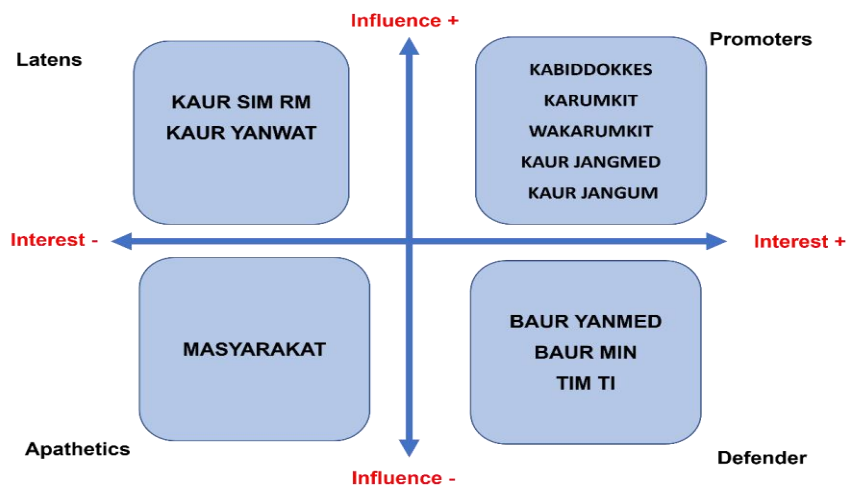 Influence +
Promoters
Latens
KAUR SIM RM
KAUR YANWAT
KABIDDOKKES
KARUMKIT
WAKARUMKIT
KAUR JANGMED
KAUR JANGUM
Interest -
Interest +
MASYARAKAT
BAUR YANMED
BAUR MIN
TIM TI
Apathetics
Defender
Influence -